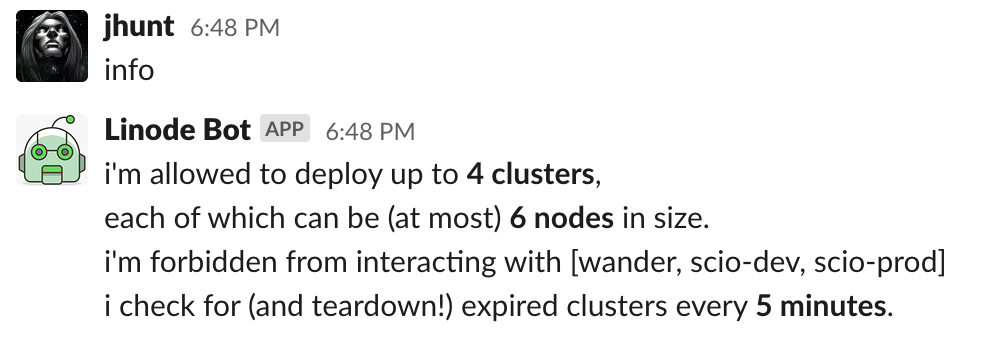 jhunt 6:48 PM
info
Linode Bot APP 6:48 PM
i'm allowed to deploy up to 4 clusters,
each of which can be (at most) 6 nodes in size.
i'm forbidden from interacting with [wander, scio-dev, scio-prod]
i check for (and teardown!) expired clusters every 5 minutes.